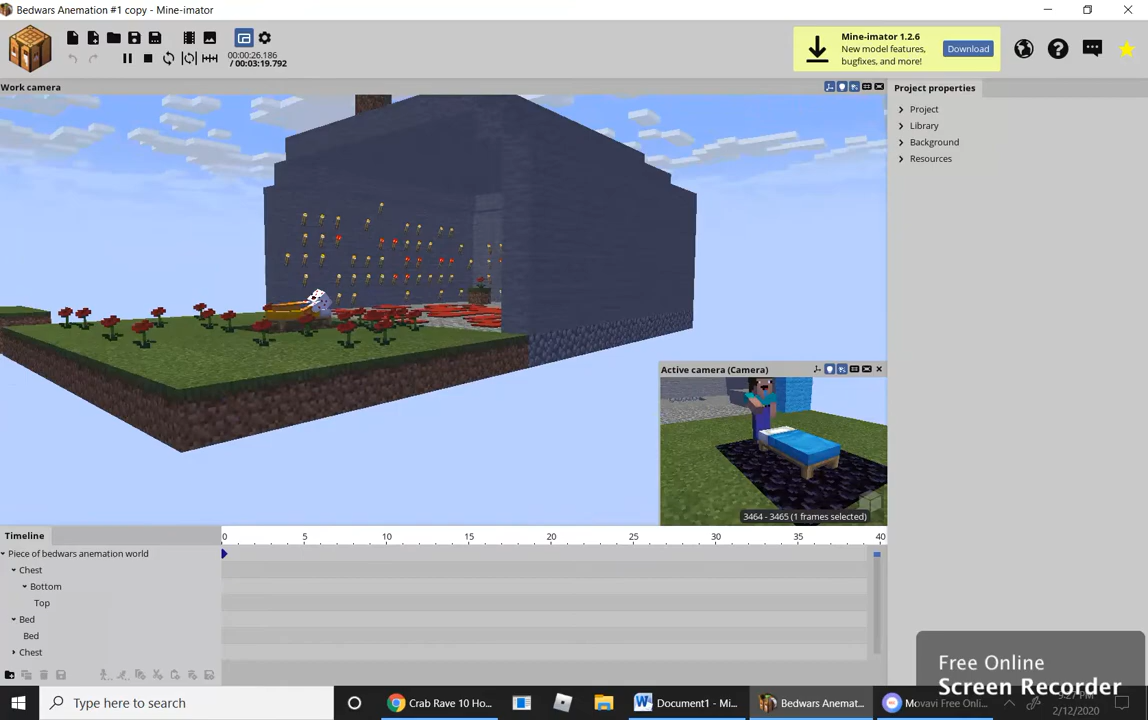 Bedwars Anemation #1 copy - Mine-imator
00:00:26.186
/ 00:03:19.792
Mine-imator 1.2.6
New model features,
bugfixes, and more!
Download
Work camera
Project properties
Project
Library
Background
Resources
Active camera (Camera)
3464 - 3465 (1 frames selected)
Timeline
0 5 10 15 20 25 30 35 40
Piece of bedwars anemation world
Chest
Bottom
Top
Bed
Bed
Chest
Free Online
Screen Recorder
Type here to search
Crab Rave 10 Ho...
Document1 - Mi...
Bedwars Anemat...
Movavi Free Onli...
5:27 PM
2/12/2020